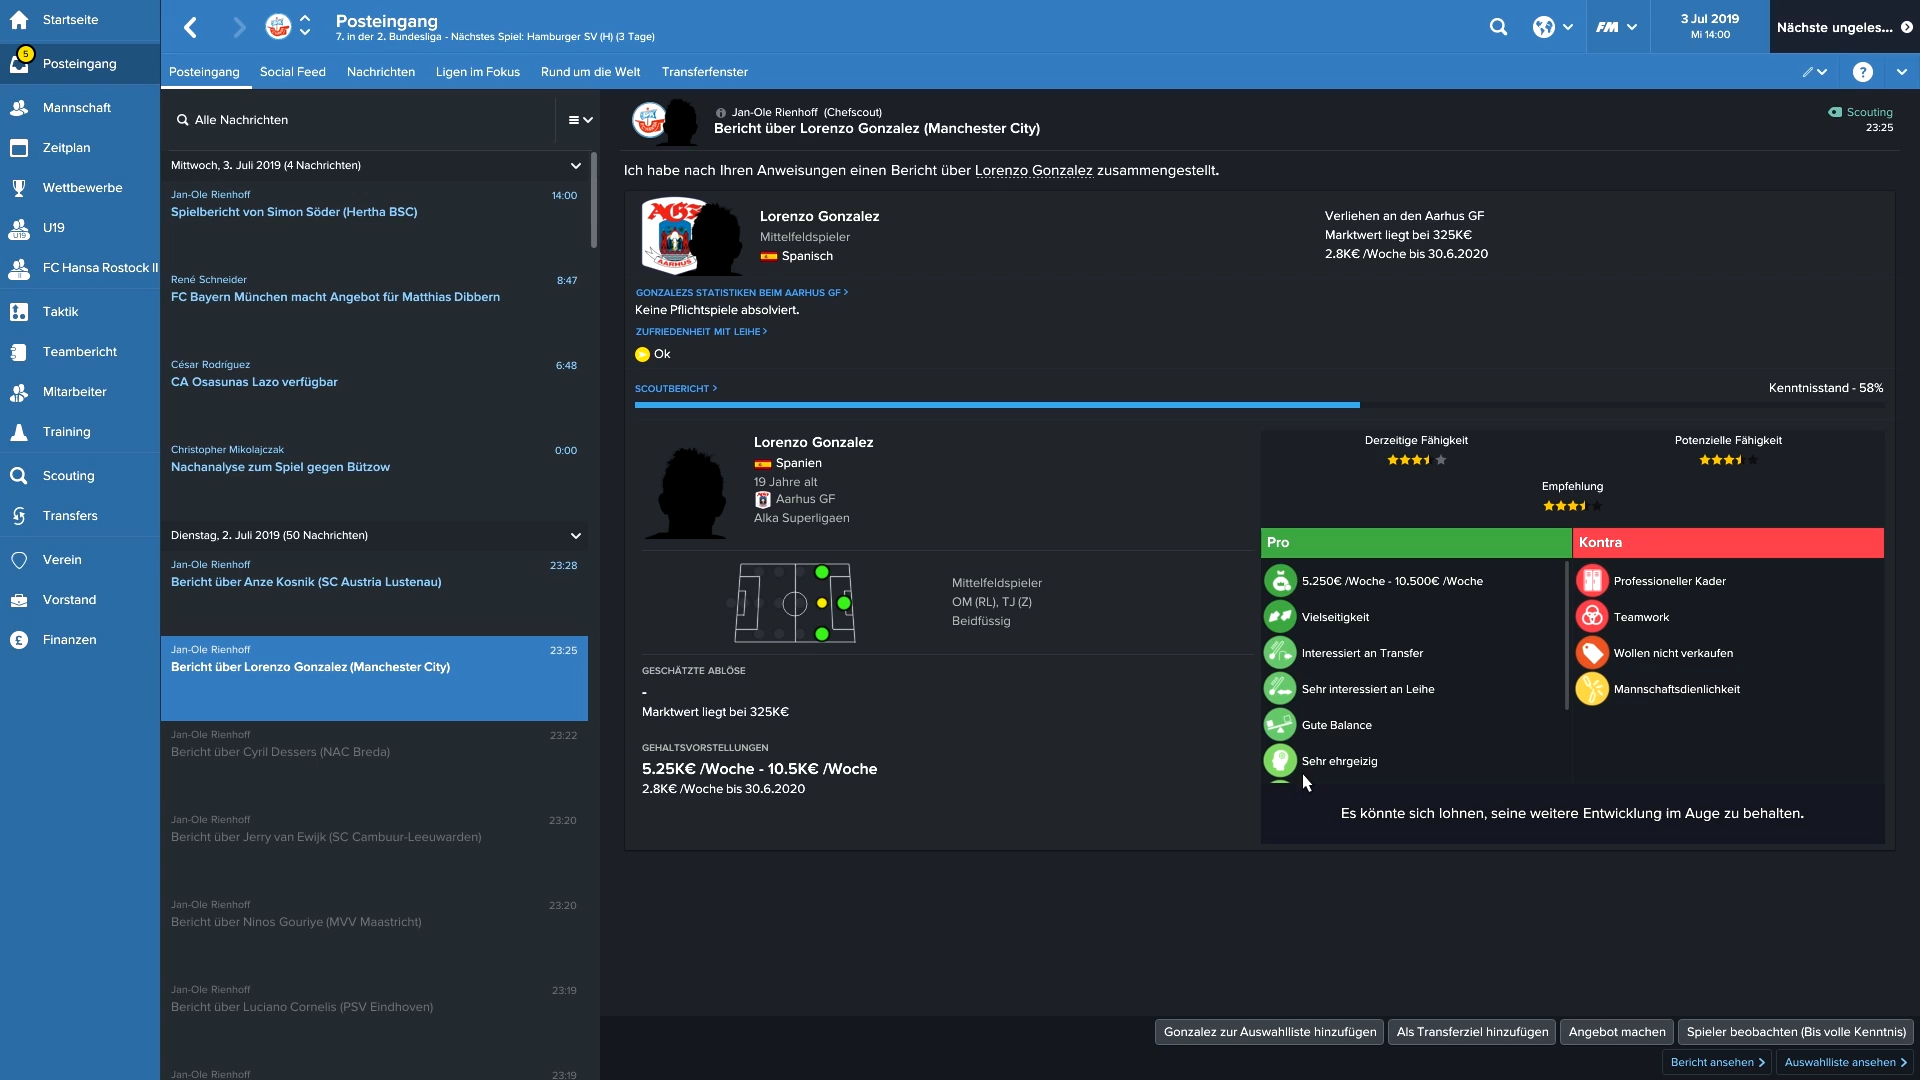 Startseite
5
Posteingang
Mannschaft
Zeitplan
Wettbewerbe
U19
FC Hansa Rostock II
Taktik
Teambericht
Mitarbeiter
Training
Scouting
Transfers
Verein
Vorstand
Finanzen
Posteingang
7. in der 2. Bundesliga - Nächstes Spiel: Hamburger SV (H) (3 Tage)
FM
3 Jul 2019
Mi 14:00
Nächste ungeles...
Posteingang
Social Feed
Nachrichten
Ligen im Fokus
Rund um die Welt
Transferfenster
?
Alle Nachrichten
Mittwoch, 3. Juli 2019 (4 Nachrichten)
Jan-Ole Rienhoff 14:00
Spielbericht von Simon Söder (Hertha BSC)
René Schneider 8:47
FC Bayern München macht Angebot für Matthias Dibbern
César Rodríguez 6:48
CA Osasunas Lazo verfügbar
Christopher Mikolajczak 0:00
Nachanalyse zum Spiel gegen Bützow
Dienstag, 2. Juli 2019 (50 Nachrichten)
Jan-Ole Rienhoff 23:28
Bericht über Anze Kosnik (SC Austria Lustenau)
Jan-Ole Rienhoff 23:25
Bericht über Lorenzo Gonzalez (Manchester City)
Jan-Ole Rienhoff 23:22
Bericht über Cyril Dessers (NAC Breda)
Jan-Ole Rienhoff 23:20
Bericht über Jerry van Ewijk (SC Cambuur-Leeuwarden)
Jan-Ole Rienhoff 23:20
Bericht über Ninos Gouriye (MVV Maastricht)
Jan-Ole Rienhoff 23:19
Bericht über Luciano Cornelis (PSV Eindhoven)
Jan-Ole Rienhoff 23:19
Jan-Ole Rienhoff (Chefscout)
Bericht über Lorenzo Gonzalez (Manchester City)
Scouting
23:25
Ich habe nach Ihren Anweisungen einen Bericht über Lorenzo Gonzalez zusammengestellt.
AGF
AARHUS
Lorenzo Gonzalez
Mittelfeldspieler
Spanisch
Verliehen an den Aarhus GF
Marktwert liegt bei 325K€
2.8K€ /Woche bis 30.6.2020
GONZALEZS STATISTIKEN BEIM AARHUS GF >
Keine Pflichtspiele absolviert.
ZUFRIEDENHEIT MIT LEIHE >
Ok
SCOUTBERICHT >
Kenntnisstand - 58%
Lorenzo Gonzalez
Spanien
19 Jahre alt
Aarhus GF
Alka Superligaen
Mittelfeldspieler
OM (RL), TJ (Z)
Beidfüssig
GESCHÄTZTE ABLÖSE
-
Marktwert liegt bei 325K€
GEHALTSVORSTELLUNGEN
5.25K€ /Woche - 10.5K€ /Woche
2.8K€ /Woche bis 30.6.2020
Derzeitige Fähigkeit
Potenzielle Fähigkeit
Empfehlung
Pro
5.250€ /Woche - 10.500€ /Woche
Vielseitigkeit
Interessiert an Transfer
Sehr interessiert an Leihe
Gute Balance
Sehr ehrgeizig
Kontra
Professioneller Kader
Teamwork
Wollen nicht verkaufen
Mannschaftsdienlichkeit
Es könnte sich lohnen, seine weitere Entwicklung im Auge zu behalten.
Gonzalez zur Auswahlliste hinzufügen
Als Transferziel hinzufügen
Angebot machen
Spieler beobachten (Bis volle Kenntnis)
Bericht ansehen >
Auswahlliste ansehen >